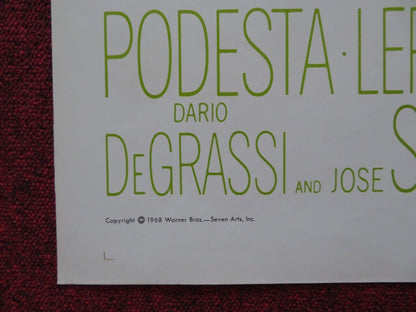 PODESTA · LE
DARIO
DeGRASSI AND JOSE S
Copyright © 1968 Warner Bros.—Seven Arts, Inc.